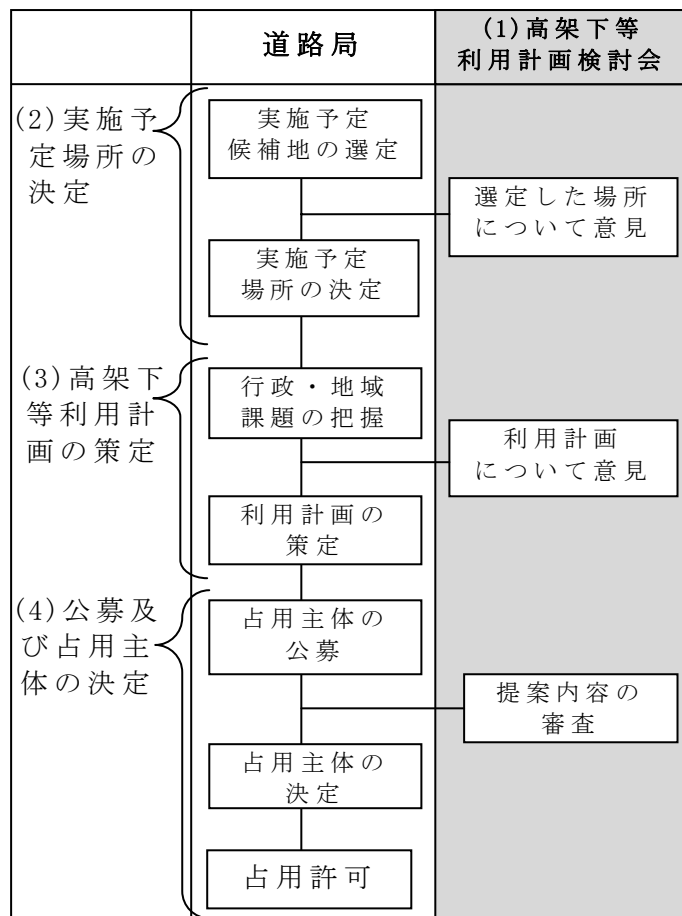 道路局
(1)高架下等
利用計画検討会
(2)実施予
定場所の
決定
実施予定
候補地の選定
選定した場所
について意見
実施予定
場所の決定
(3)高架下
等利用計
画の策定
行政・地域
課題の把握
利用計画
について意見
利用計画の
策定
(4)公募及
び占用主
体の決定
占用主体の
公募
提案内容の
審査
占用主体の
決定
占用許可